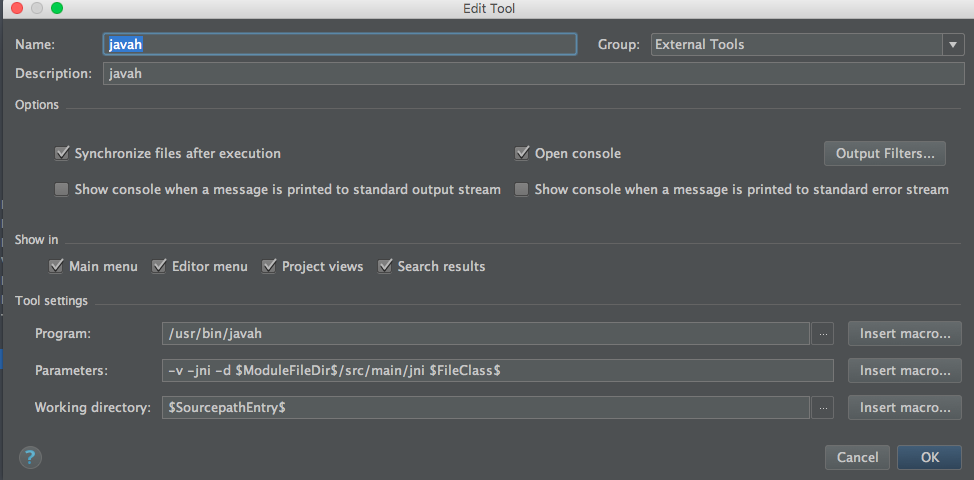 Edit Tool
Name: javah Group: External Tools
Description: javah
Options
Synchronize files after execution Open console Output Filters...
Show console when a message is printed to standard output stream Show console when a message is printed to standard error stream
Show in
Main menu Editor menu Project views Search results
Tool settings
Program: /usr/bin/javah ... Insert macro...
Parameters: -v -jni -d $ModuleFileDir$/src/main/jni $FileClass$ Insert macro...
Working directory: $SourcepathEntry$ ... Insert macro...
? Cancel OK